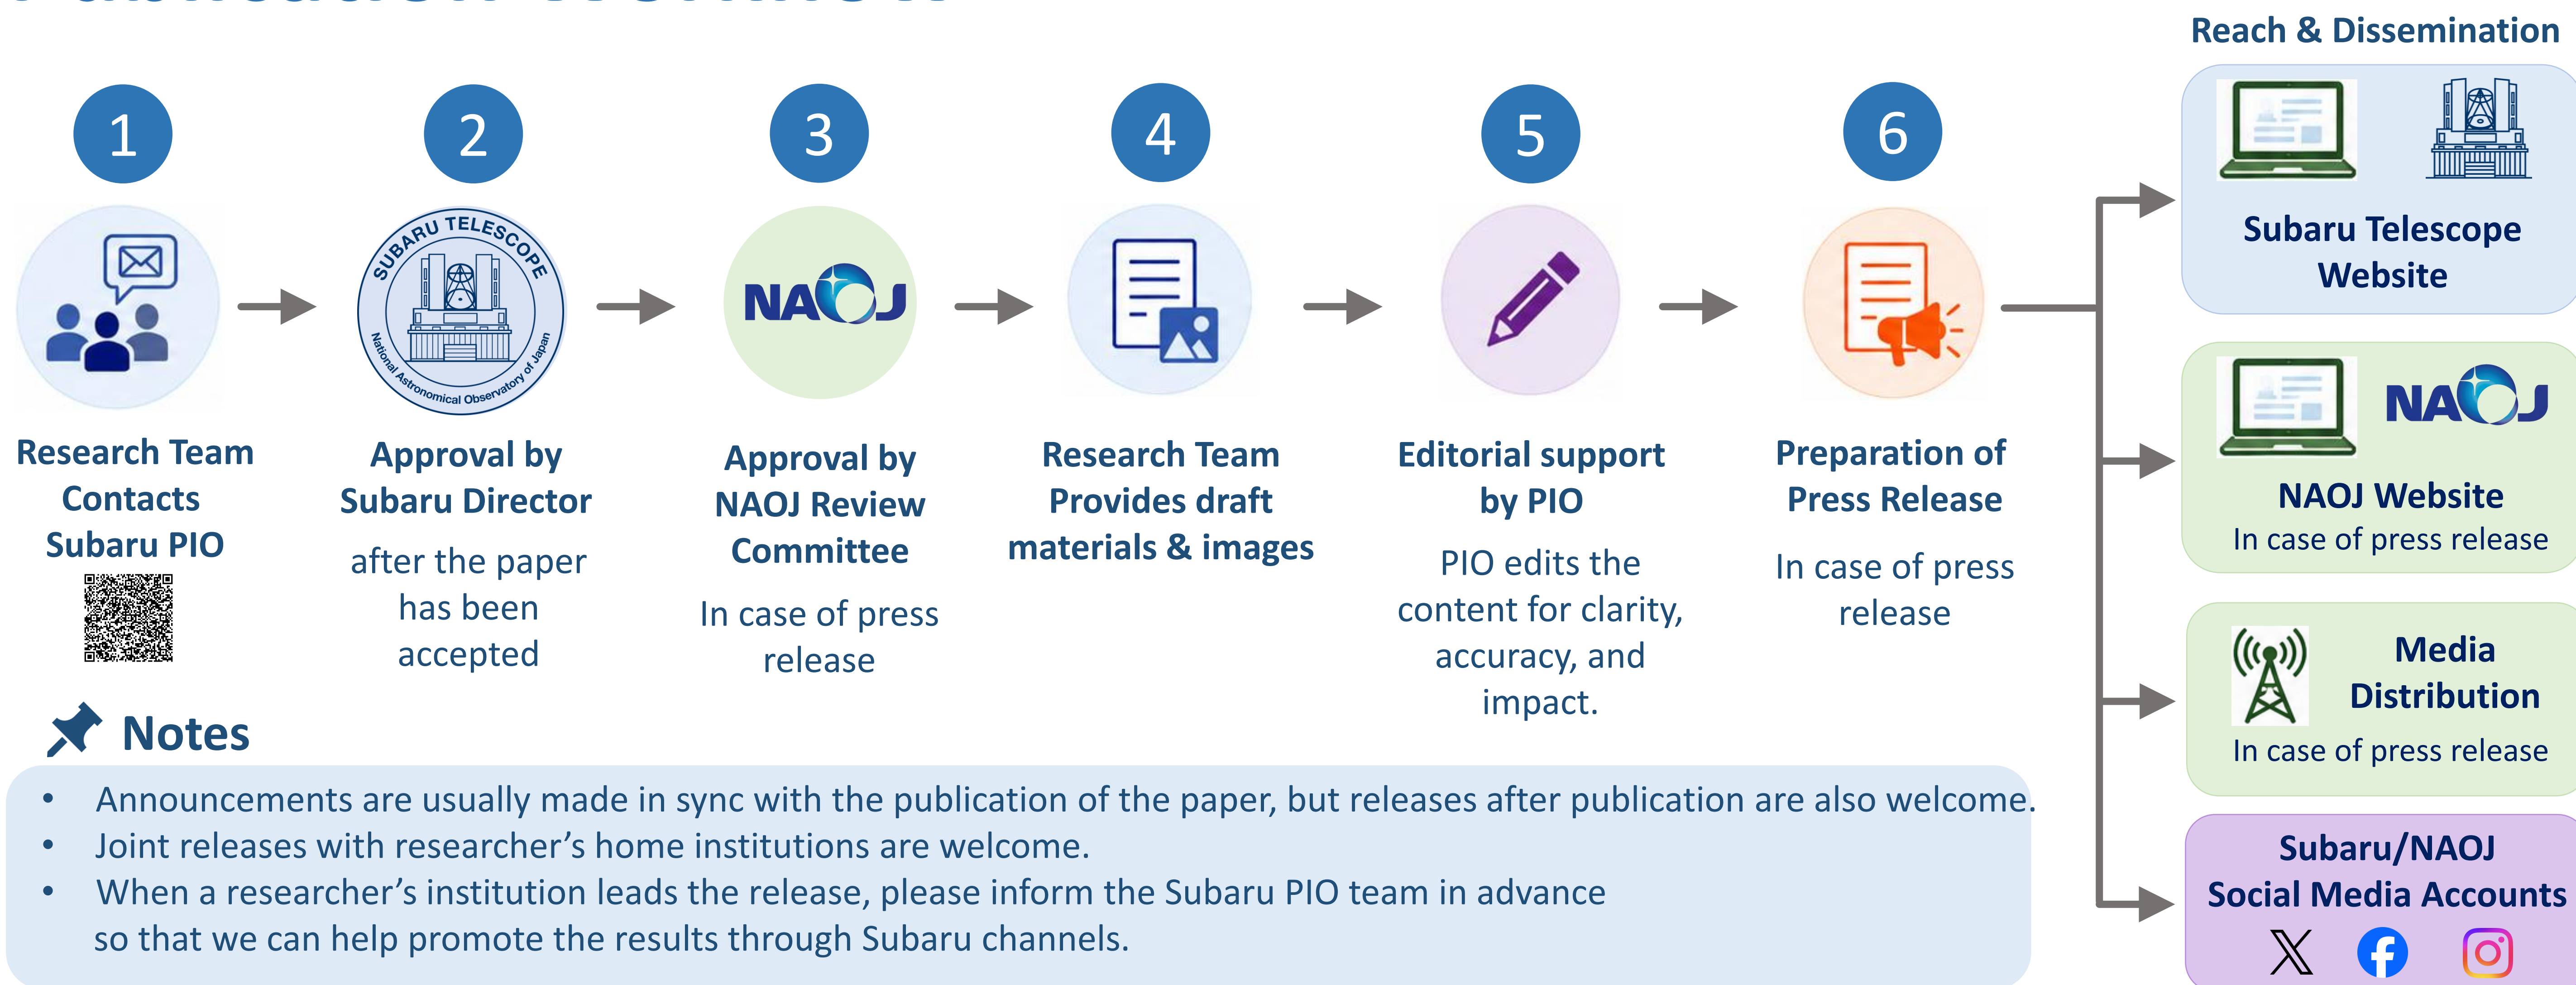 Reach & Dissemination
1
2
3
4
5
6
SUBARU TELESCOPE
National Astronomical Observatory of Japan
NAOJ
Research Team
Contacts
Subaru PIO
Approval by
Subaru Director
after the paper
has been
accepted
Approval by
NAOJ Review
Committee
In case of press
release
Research Team
Provides draft
materials & images
Editorial support
by PIO
PIO edits the
content for clarity,
accuracy, and
impact.
Preparation of
Press Release
In case of press
release
Subaru Telescope
Website
NAOJ
NAOJ Website
In case of press release
Media
Distribution
In case of press release
Subaru/NAOJ
Social Media Accounts
Notes
• Announcements are usually made in sync with the publication of the paper, but releases after publication are also welcome.
• Joint releases with researcher’s home institutions are welcome.
• When a researcher’s institution leads the release, please inform the Subaru PIO team in advance
so that we can help promote the results through Subaru channels.